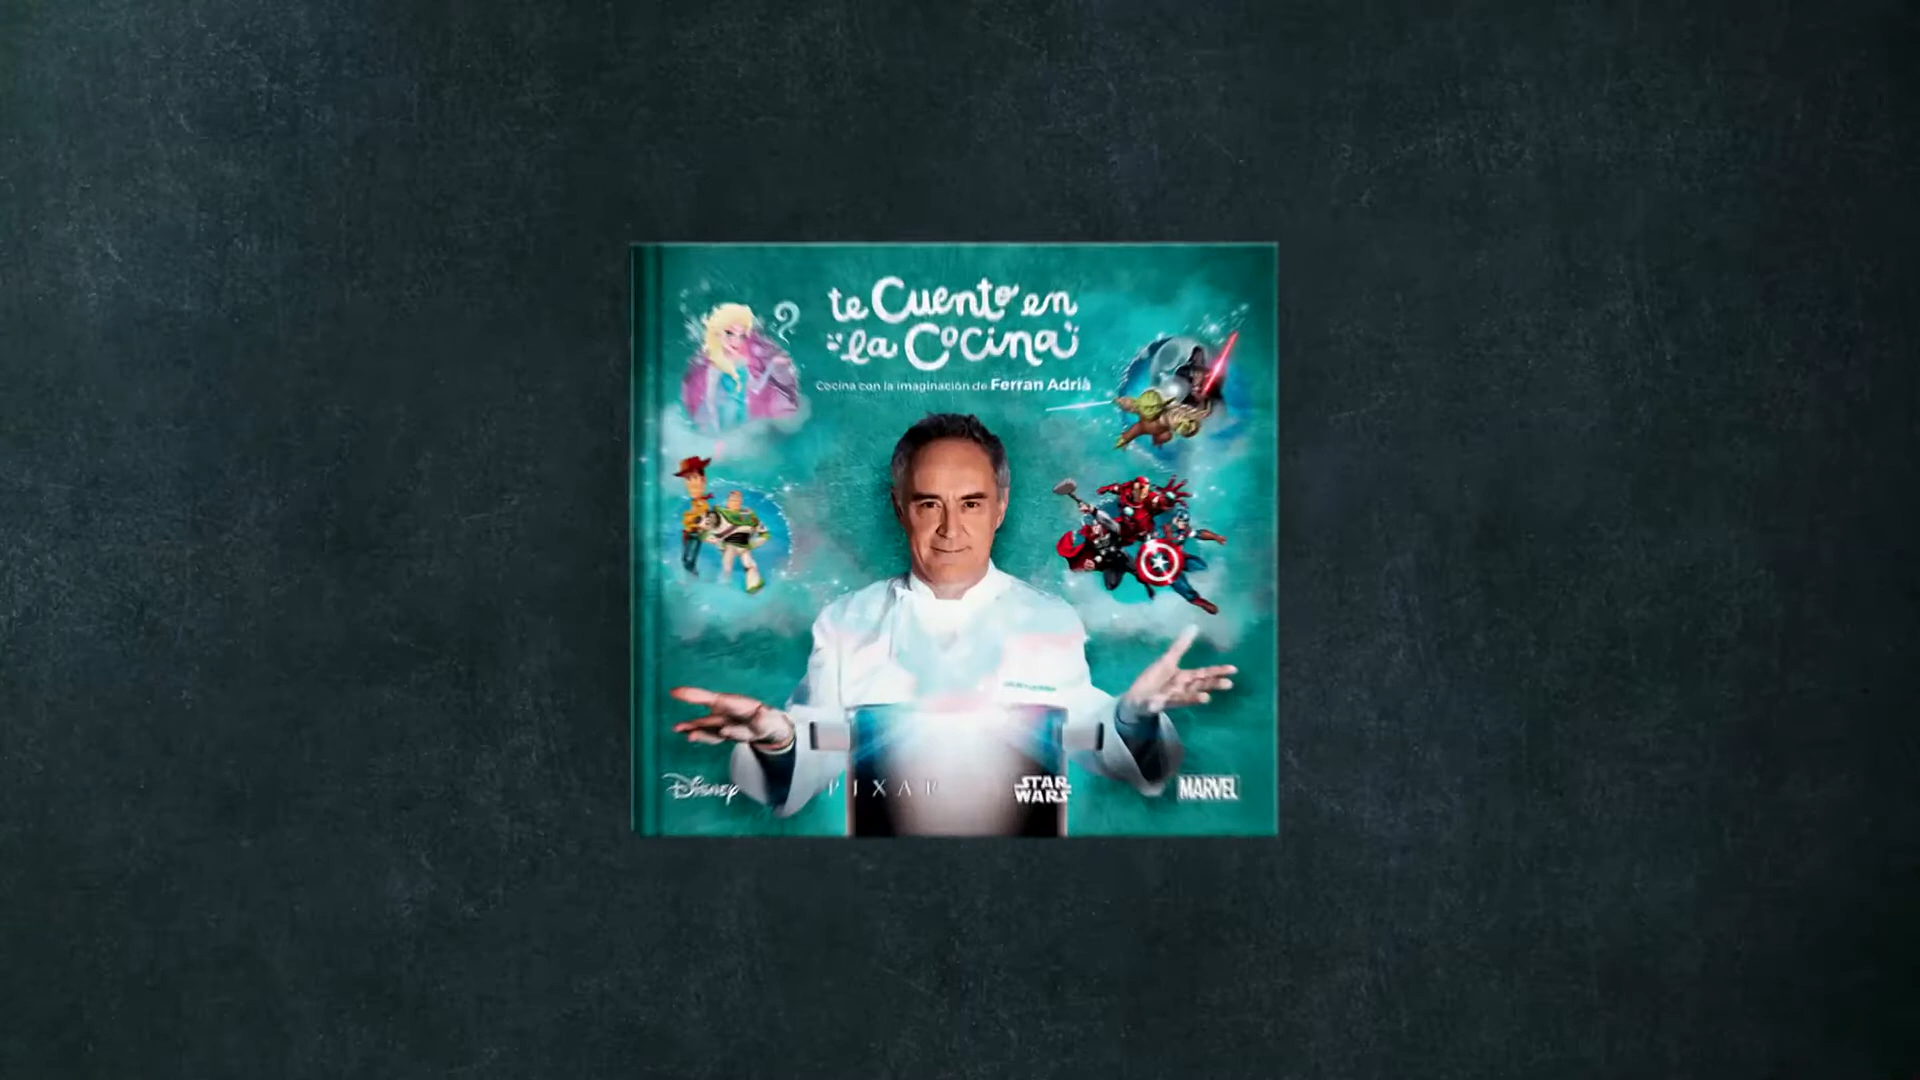 te Cuento en
la Cocina
Cocina con la imaginación de Ferran Adrià
Disney
PIXAR
STAR
WARS
MARVEL